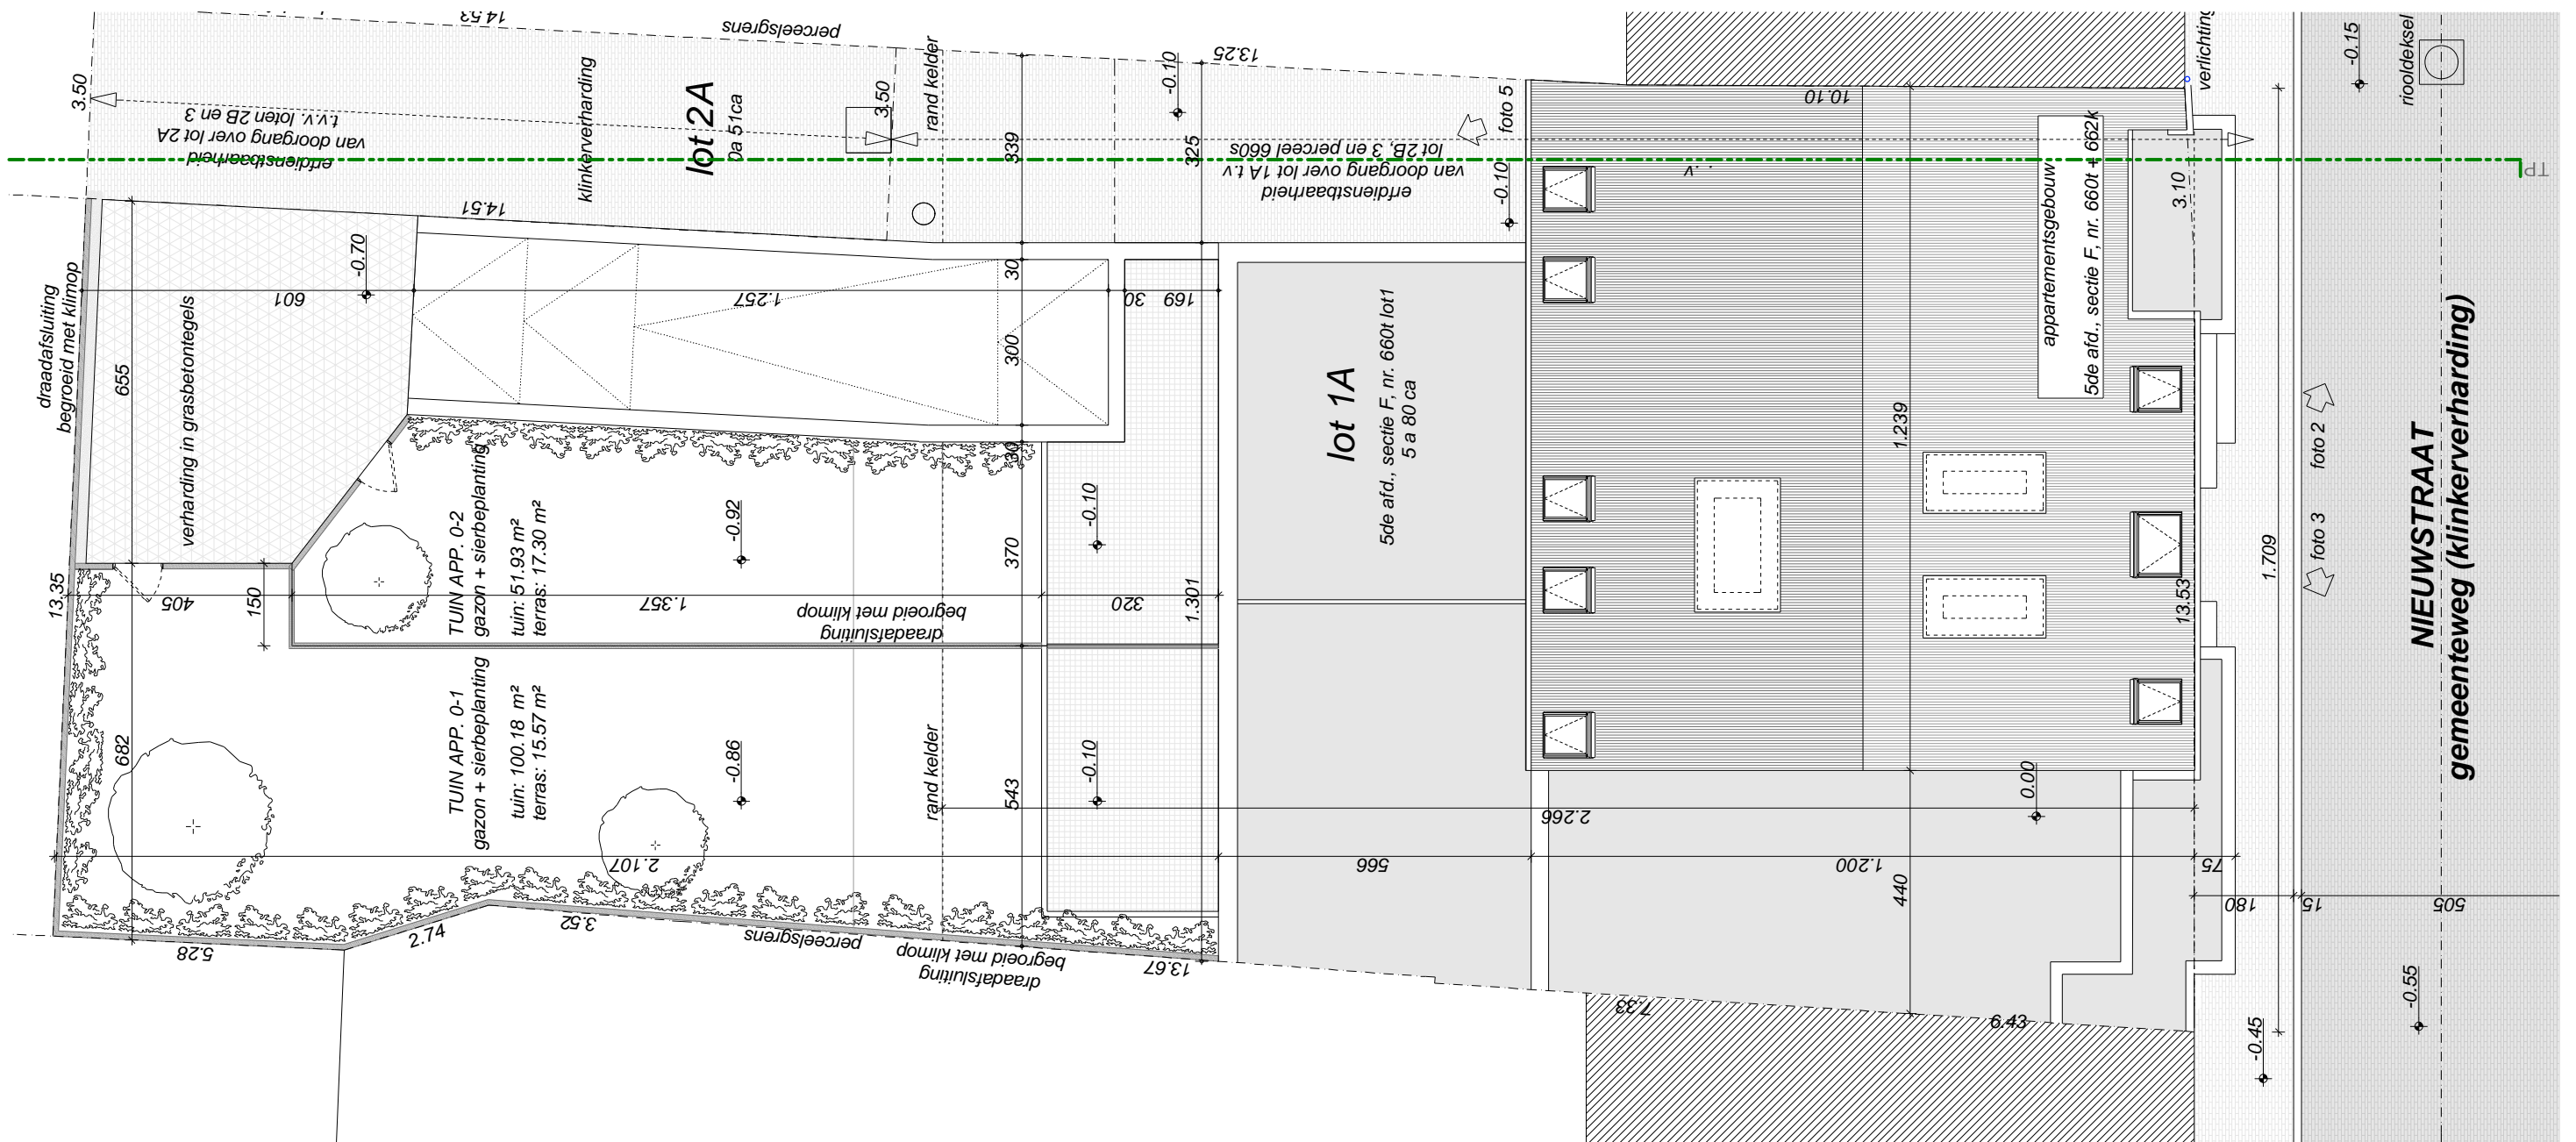 14.53
perceelsgrens
3.50
erfdienstbaarheid
van doorgang over lot 2A
t.v.v. loten 2B en 3
klinkerverharding
lot 2A
0a 51ca
3.50
rand kelder
339
-0.10
325
13.25
erfdienstbaarheid
van doorgang over lot 1A t.v
lot 2B, 3 en perceel 660s
foto 5
-0.10
10.10
appartementsgebouw
5de afd., sectie F, nr. 660t + 662k
3.10
verlichting
-0.15
riooldeksel
TP
14.51
draadafsluiting
begroeid met klimop
655
verharding in grasbetontegels
601
-0.70
1.257
30
30
169
300
30
lot 1A
5de afd., sectie F, nr. 660t lot1
5 a 80 ca
1.239
foto 2
foto 3
1.709
NIEUWSTRAAT
gemeenteweg (klinkerverharding)
13.35
405
150
TUIN APP. 0-2
gazon + sierbeplanting
tuin: 51.93 m²
terras: 17.30 m²
-0.92
1.357
draadafsluiting
begroeid met klimop
370
-0.10
320
1.301
13.53
682
TUIN APP. 0-1
gazon + sierbeplanting
tuin: 100.18 m²
terras: 15.57 m²
-0.86
rand kelder
543
-0.10
2.266
0.00
2.107
566
1.200
75
440
180
15
505
5.28
2.74
3.52
perceelsgrens
draadafsluiting
begroeid met klimop
13.67
7.33
6.43
-0.45
-0.55